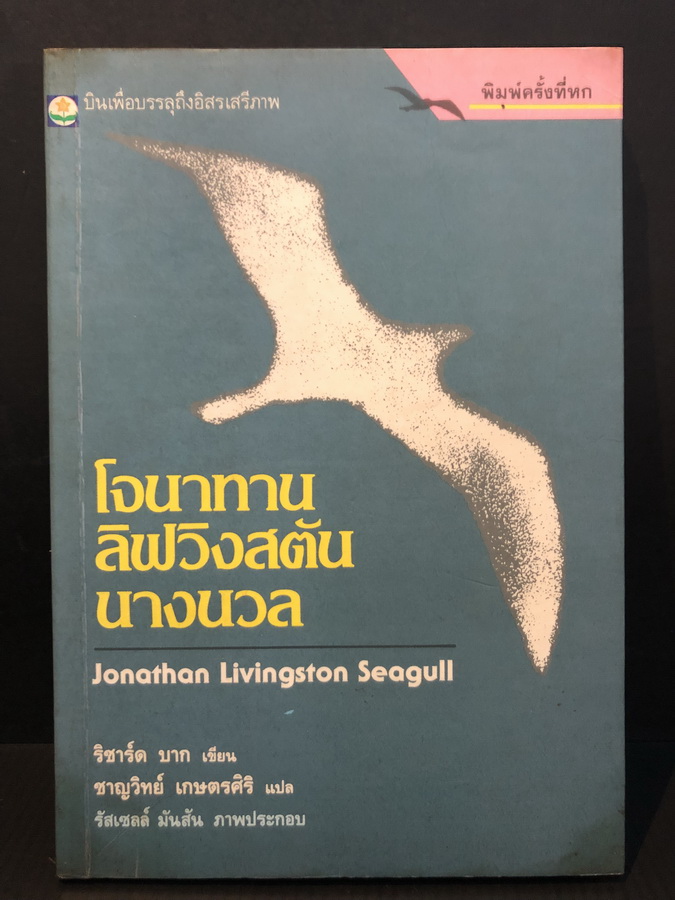 บินเพื่อบรรลุถึงอิสรเสรีภาพ
พิมพ์ครั้งที่หก
โจนาทาน
ลิฟวิงสตัน
นางนวล
Jonathan Livingston Seagull
ริชาร์ด บาก เขียน
ชาญวิทย์ เกษตรศิริ แปล
รัสเซลล์ มันสัน ภาพประกอบ